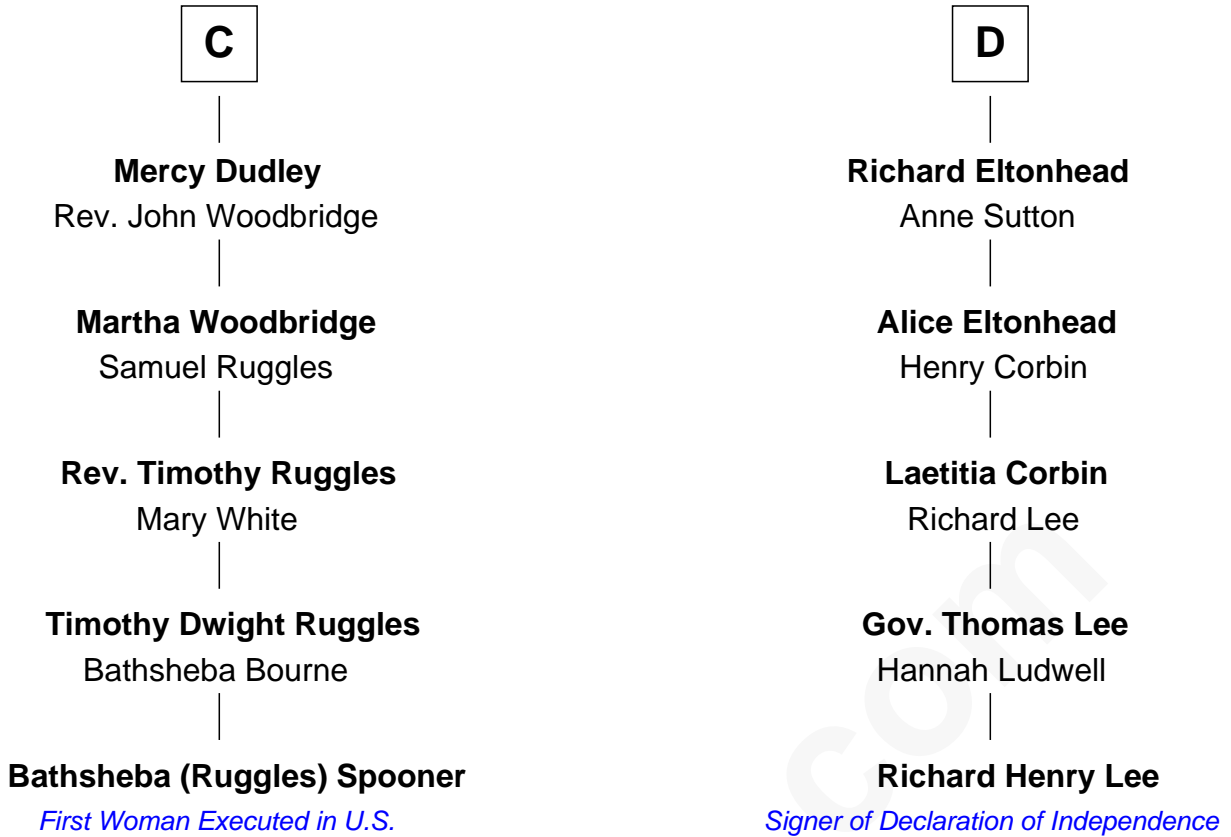 C
Mercy Dudley
Rev. John Woodbridge
Martha Woodbridge
Samuel Ruggles
Rev. Timothy Ruggles
Mary White
Timothy Dwight Ruggles
Bathsheba Bourne
Bathsheba (Ruggles) Spooner
First Woman Executed in U.S.
D
Richard Eltonhead
Anne Sutton
Alice Eltonhead
Henry Corbin
Laetitia Corbin
Richard Lee
Gov. Thomas Lee
Hannah Ludwell
Richard Henry Lee
Signer of Declaration of Independence
com